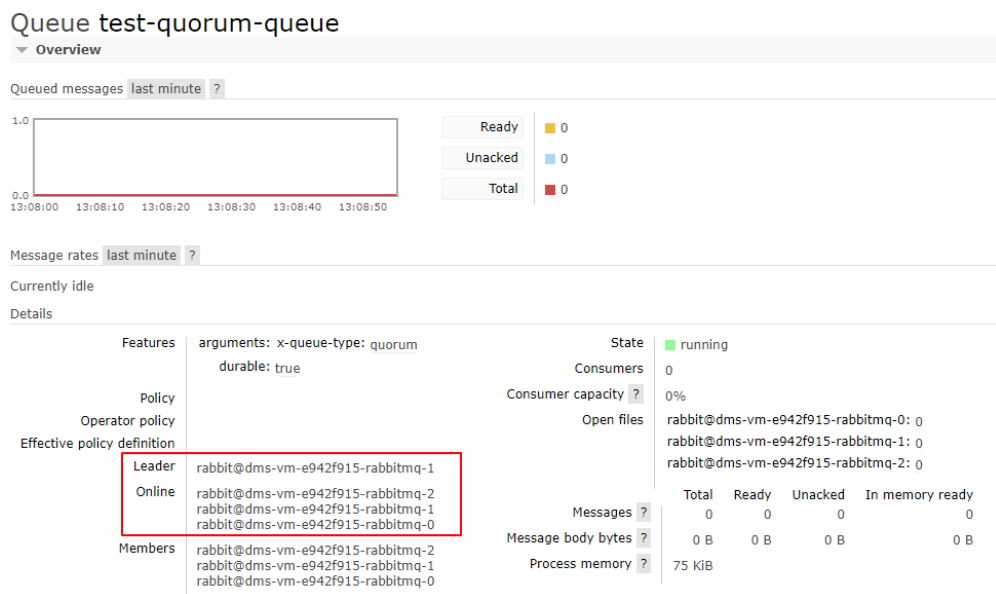 Queue test-quorum-queue
Overview
Queued messages last minute ?
1.0
0.0
13:08:00 13:08:10 13:08:20 13:08:30 13:08:40 13:08:50
Ready 0
Unacked 0
Total 0
Message rates last minute ?
Currently idle
Details
Features arguments: x-queue-type: quorum
durable: true
Policy
Operator policy
Effective policy definition
Leader rabbit@dms-vm-e942f915-rabbitmq-1
Online rabbit@dms-vm-e942f915-rabbitmq-2
rabbit@dms-vm-e942f915-rabbitmq-1
rabbit@dms-vm-e942f915-rabbitmq-0
Members rabbit@dms-vm-e942f915-rabbitmq-2
rabbit@dms-vm-e942f915-rabbitmq-1
rabbit@dms-vm-e942f915-rabbitmq-0
State running
Consumers 0
Consumer capacity ? 0%
Open files rabbit@dms-vm-e942f915-rabbitmq-0: 0
rabbit@dms-vm-e942f915-rabbitmq-1: 0
rabbit@dms-vm-e942f915-rabbitmq-2: 0
Total Ready Unacked In memory ready
Messages ? 0 0 0 0
Message body bytes ? 0 B 0 B 0 B 0 B
Process memory ? 75 KiB